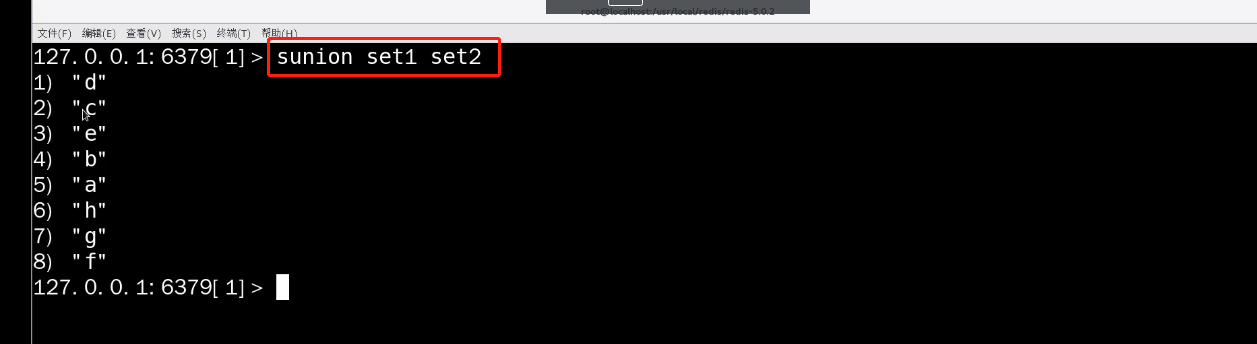 root@localhost:/usr/local/redis/redis-5.0.2
文件(F) 编辑(E) 查看(V) 搜索(S) 终端(T) 帮助(H)
127.0.0.1:6379[1]> sunion set1 set2
1) "d"
2) "c"
3) "e"
4) "b"
5) "a"
6) "h"
7) "g"
8) "f"
127.0.0.1:6379[1]>